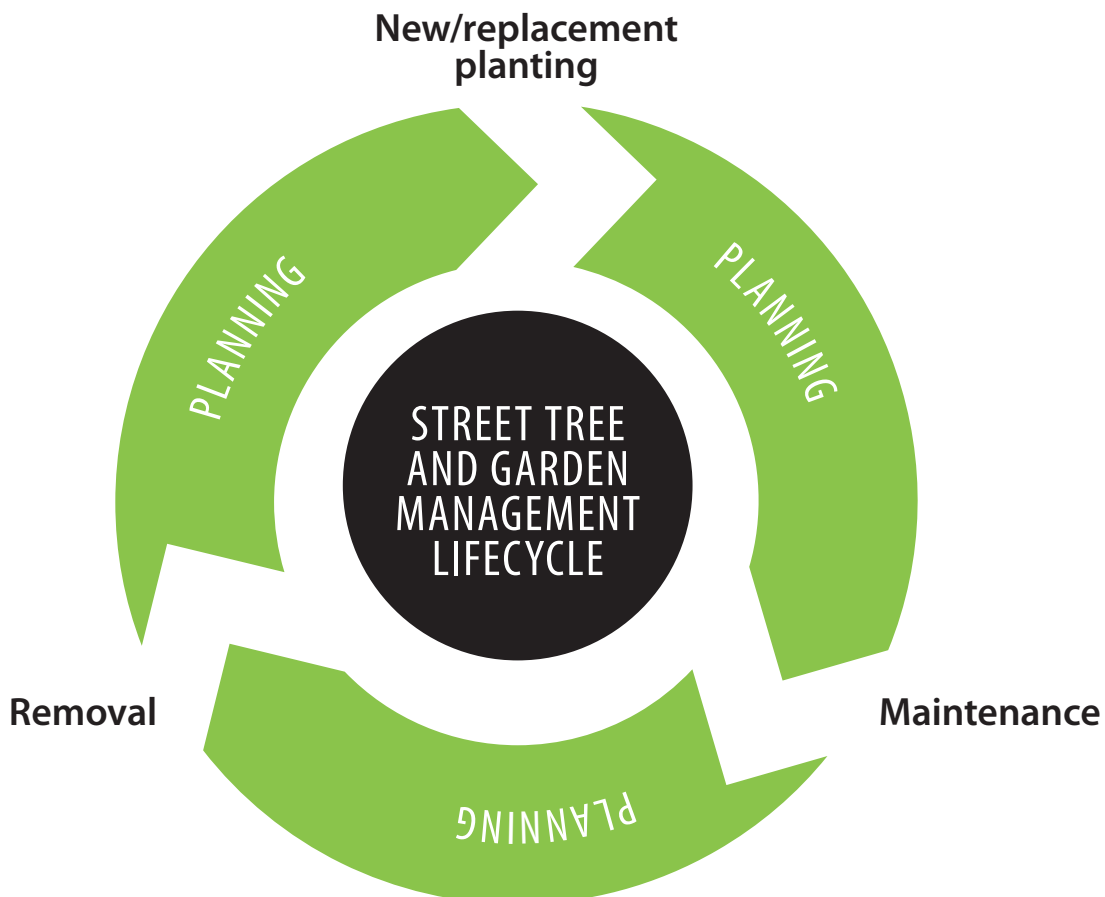 New/replacement
planting
PLANNING
PLANNING
STREET TREE
AND GARDEN
MANAGEMENT
LIFECYCLE
Removal
Maintenance
PLANNING